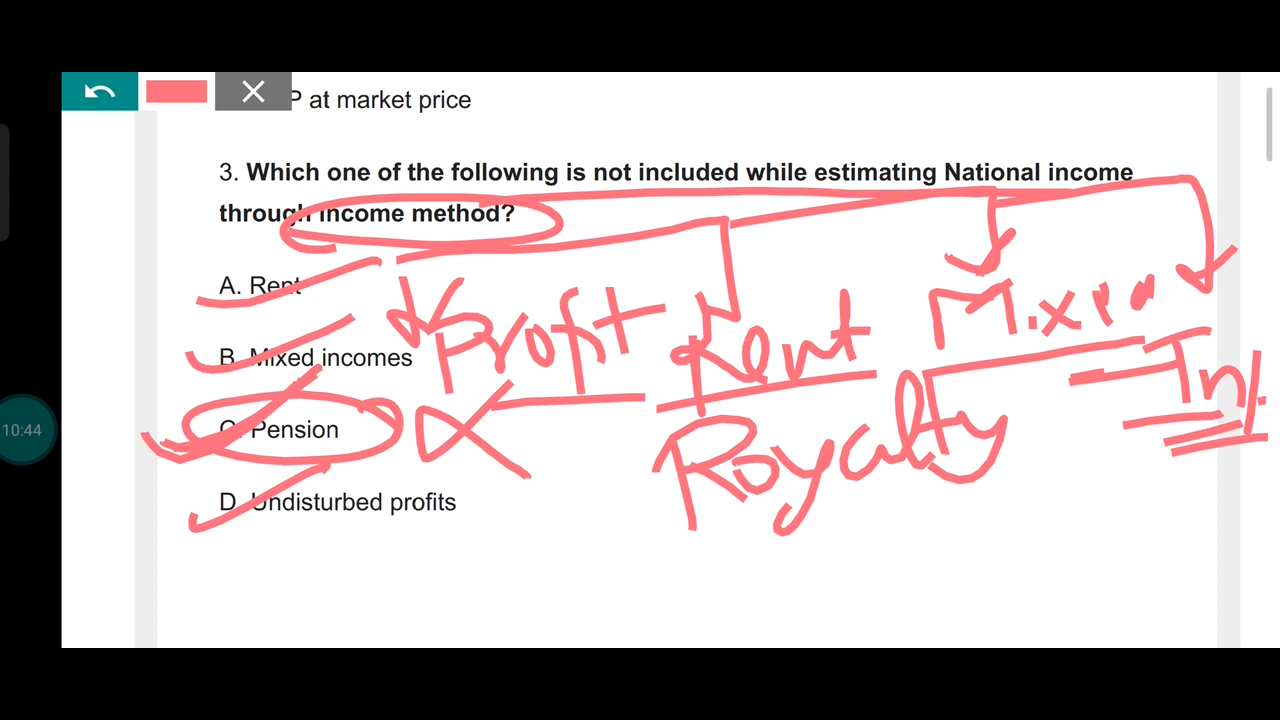 P at market price
3. Which one of the following is not included while estimating National income
through income method?
A. Rent
B. Mixed incomes
C. Pension
D. Undisturbed profits
Profit Rent Mixed Int.
Royalty
10:44